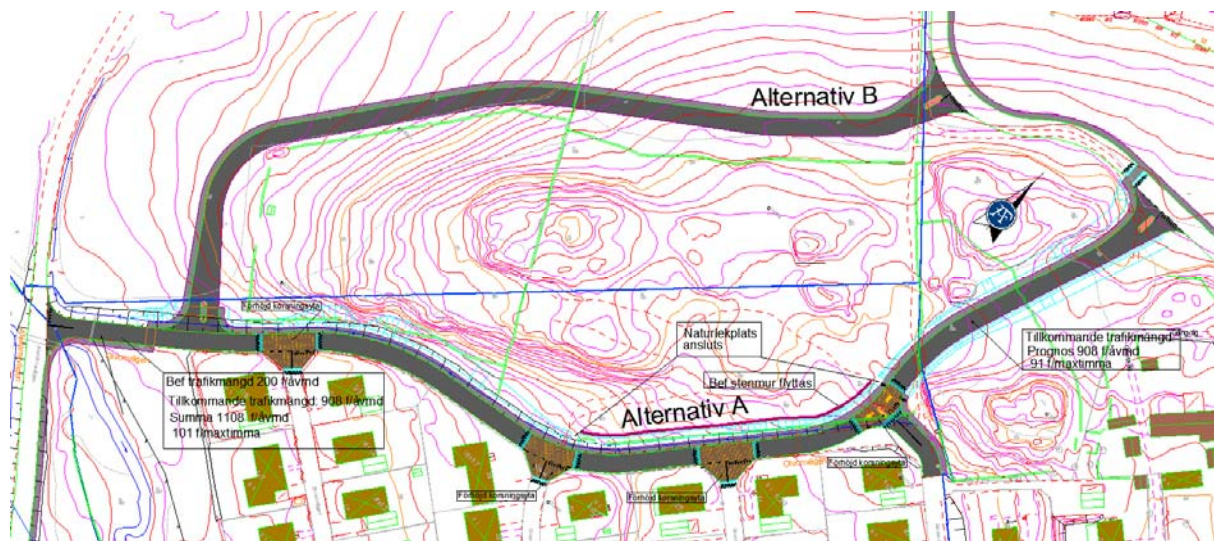 Alternativ B
Förhöjd korsningsyta
Naturlekplats
ansluts
Tillkommande trafikmängd
Prognos 908 f/åvmd
91 f/maxtimma
Bef trafikmängd 200 f/åvmd
Tillkommande trafikmängd: 908 f/åvmd
Summa 1108 f/åvmd
101 f/maxtimma
Bef stenmur flyttas
Alternativ A
Förhöjd korsningsyta
Förhöjd korsningsyta
Förhöjd korsningsyta
ÅF